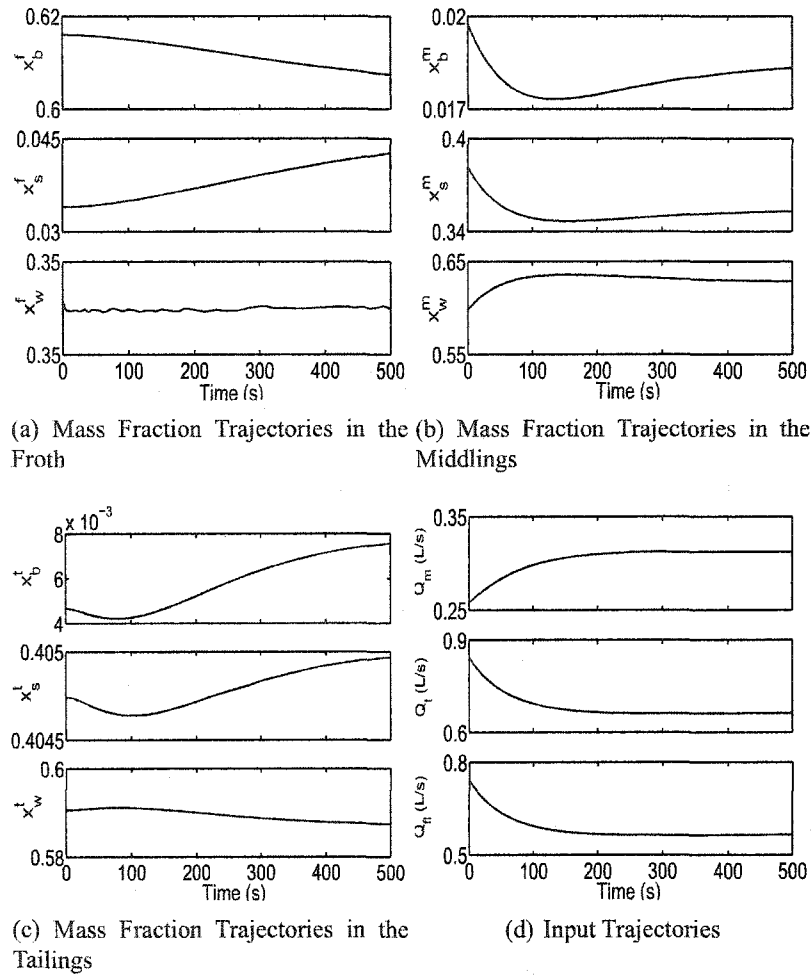 0.62
x_b^f
0.6
0.045
x_s^f
0.03
0.35
x_w^f
0.35
0 100 200 300 400 500
Time (s)
0.02
x_b^m
0.017
0.4
x_s^m
0.34
0.65
x_w^m
0.55
0 100 200 300 400 500
Time (s)
(a) Mass Fraction Trajectories in the
Froth
(b) Mass Fraction Trajectories in the
Middlings
x 10^-3
8
x_b^t
6
4
0.405
x_s^t
0.4045
0.6
x_w^t
0.58
0 100 200 300 400 500
Time (s)
0.35
Q_m (L/s)
0.25
0.9
Q_t (L/s)
0.6
0.8
Q_fl (L/s)
0.5
0 100 200 300 400 500
Time (s)
(c) Mass Fraction Trajectories in the
Tailings
(d) Input Trajectories